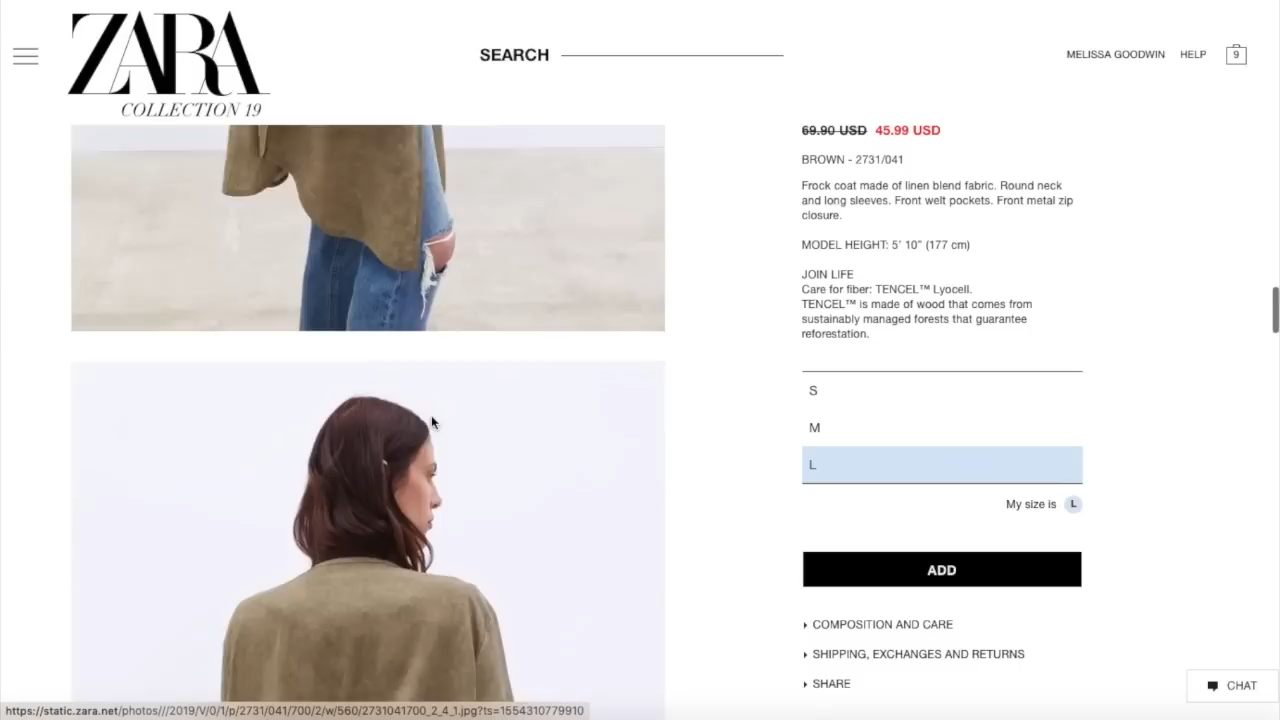 ZARA
COLLECTION 19
SEARCH
MELISSA GOODWIN
HELP
9
69.90 USD 45.99 USD
BROWN - 2731/041
Frock coat made of linen blend fabric. Round neck
and long sleeves. Front welt pockets. Front metal zip
closure.
MODEL HEIGHT: 5' 10" (177 cm)
JOIN LIFE
Care for fiber: TENCEL™ Lyocell.
TENCEL™ is made of wood that comes from
sustainably managed forests that guarantee
reforestation.
S
M
L
My size is L
ADD
COMPOSITION AND CARE
SHIPPING, EXCHANGES AND RETURNS
SHARE
CHAT
https://static.zara.net/photos///2019/V/0/1/p/2731/041/700/2/w/560/2731041700_2_4_1.jpg?ts=1554310779910